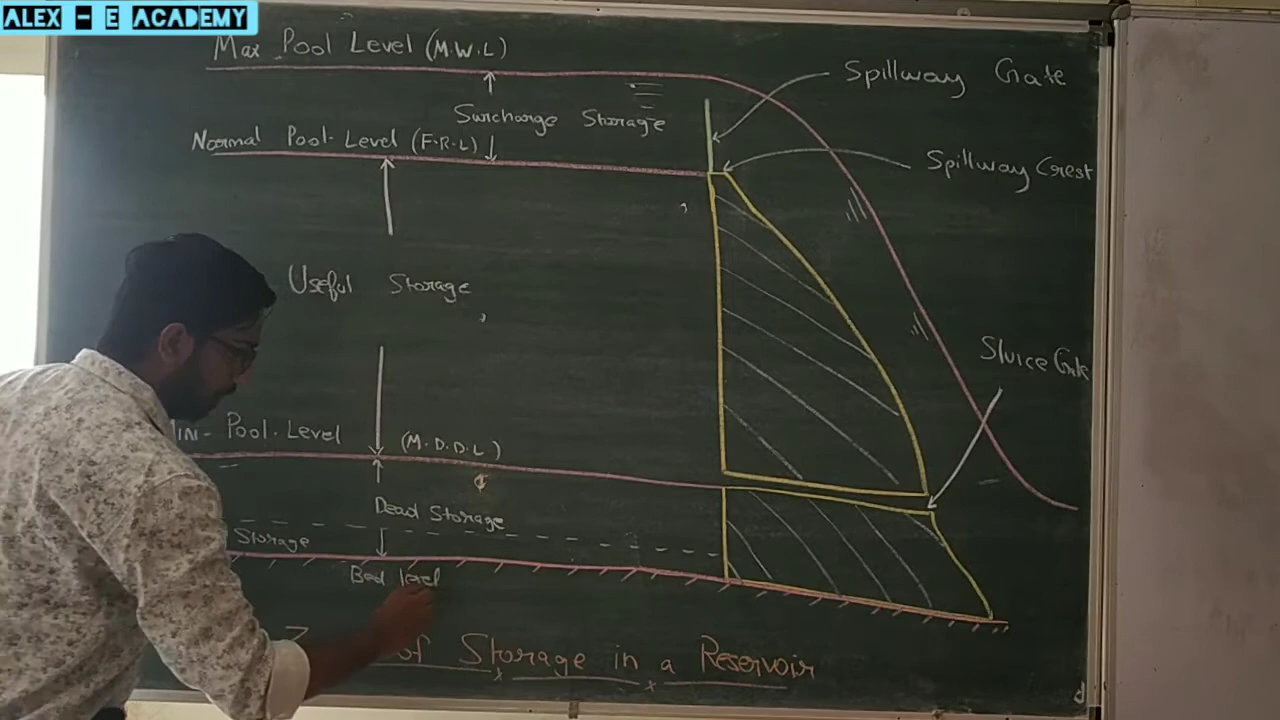 ALEX - E ACADEMY
Max Pool Level (M.W.L)
Spillway Gate
Surcharge Storage
Normal Pool Level (F.R.L)
Spillway Crest
Useful Storage
Sluice Gate
Pool Level (M.D.D.L)
Dead Storage
Storage
Bed level
of Storage in a Reservoir